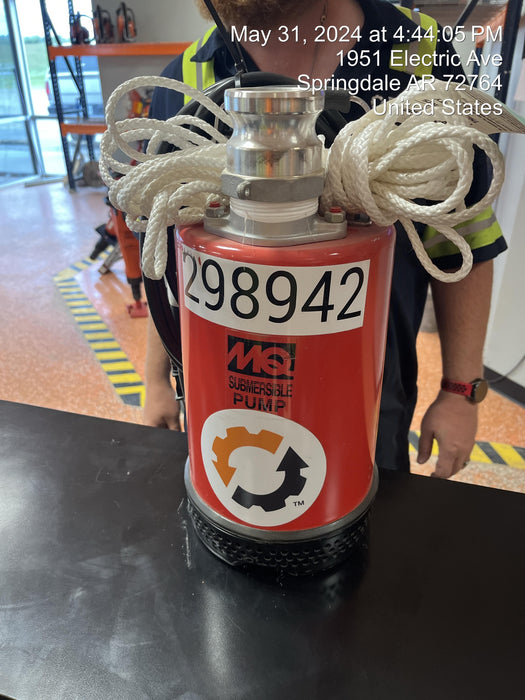 May 31, 2024 at 4:44:05 PM
1951 Electric Ave
Springdale AR 72764
United States
298942
MQ
SUBMERSIBLE
PUMP
TM